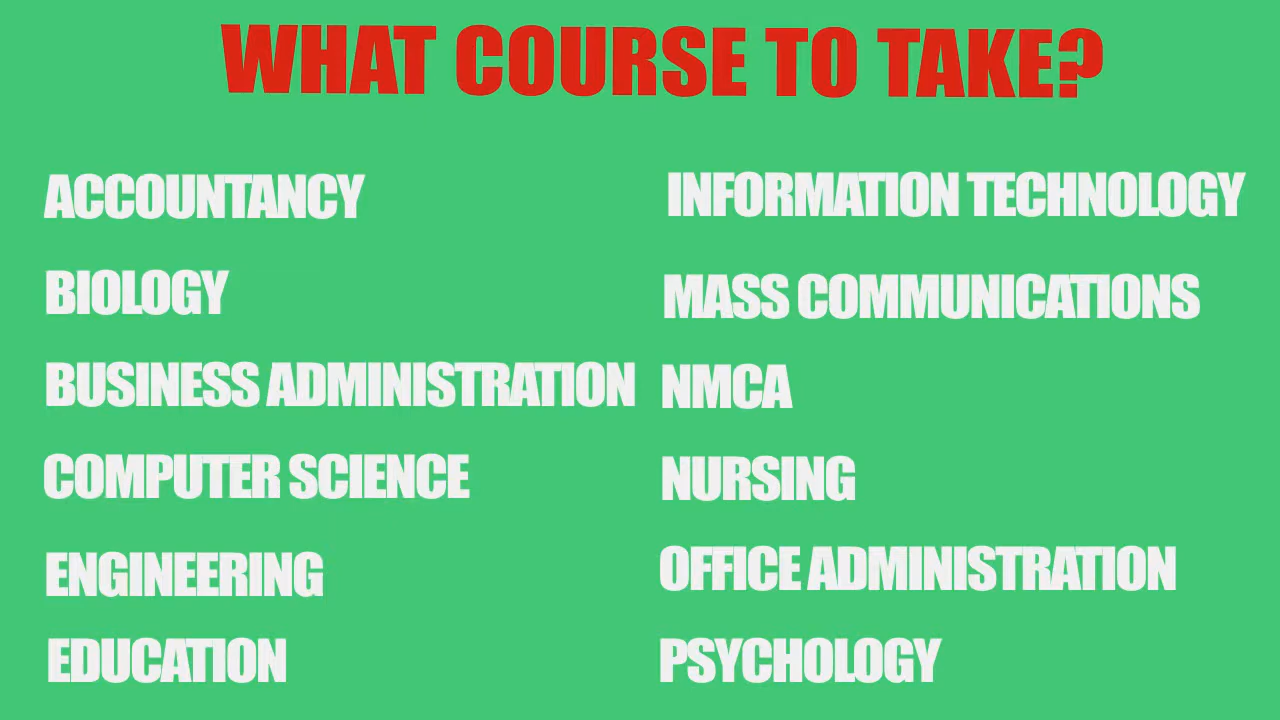 WHAT COURSE TO TAKE?
ACCOUNTANCY
BIOLOGY
BUSINESS ADMINISTRATION
COMPUTER SCIENCE
ENGINEERING
EDUCATION
INFORMATION TECHNOLOGY
MASS COMMUNICATIONS
NMCA
NURSING
OFFICE ADMINISTRATION
PSYCHOLOGY